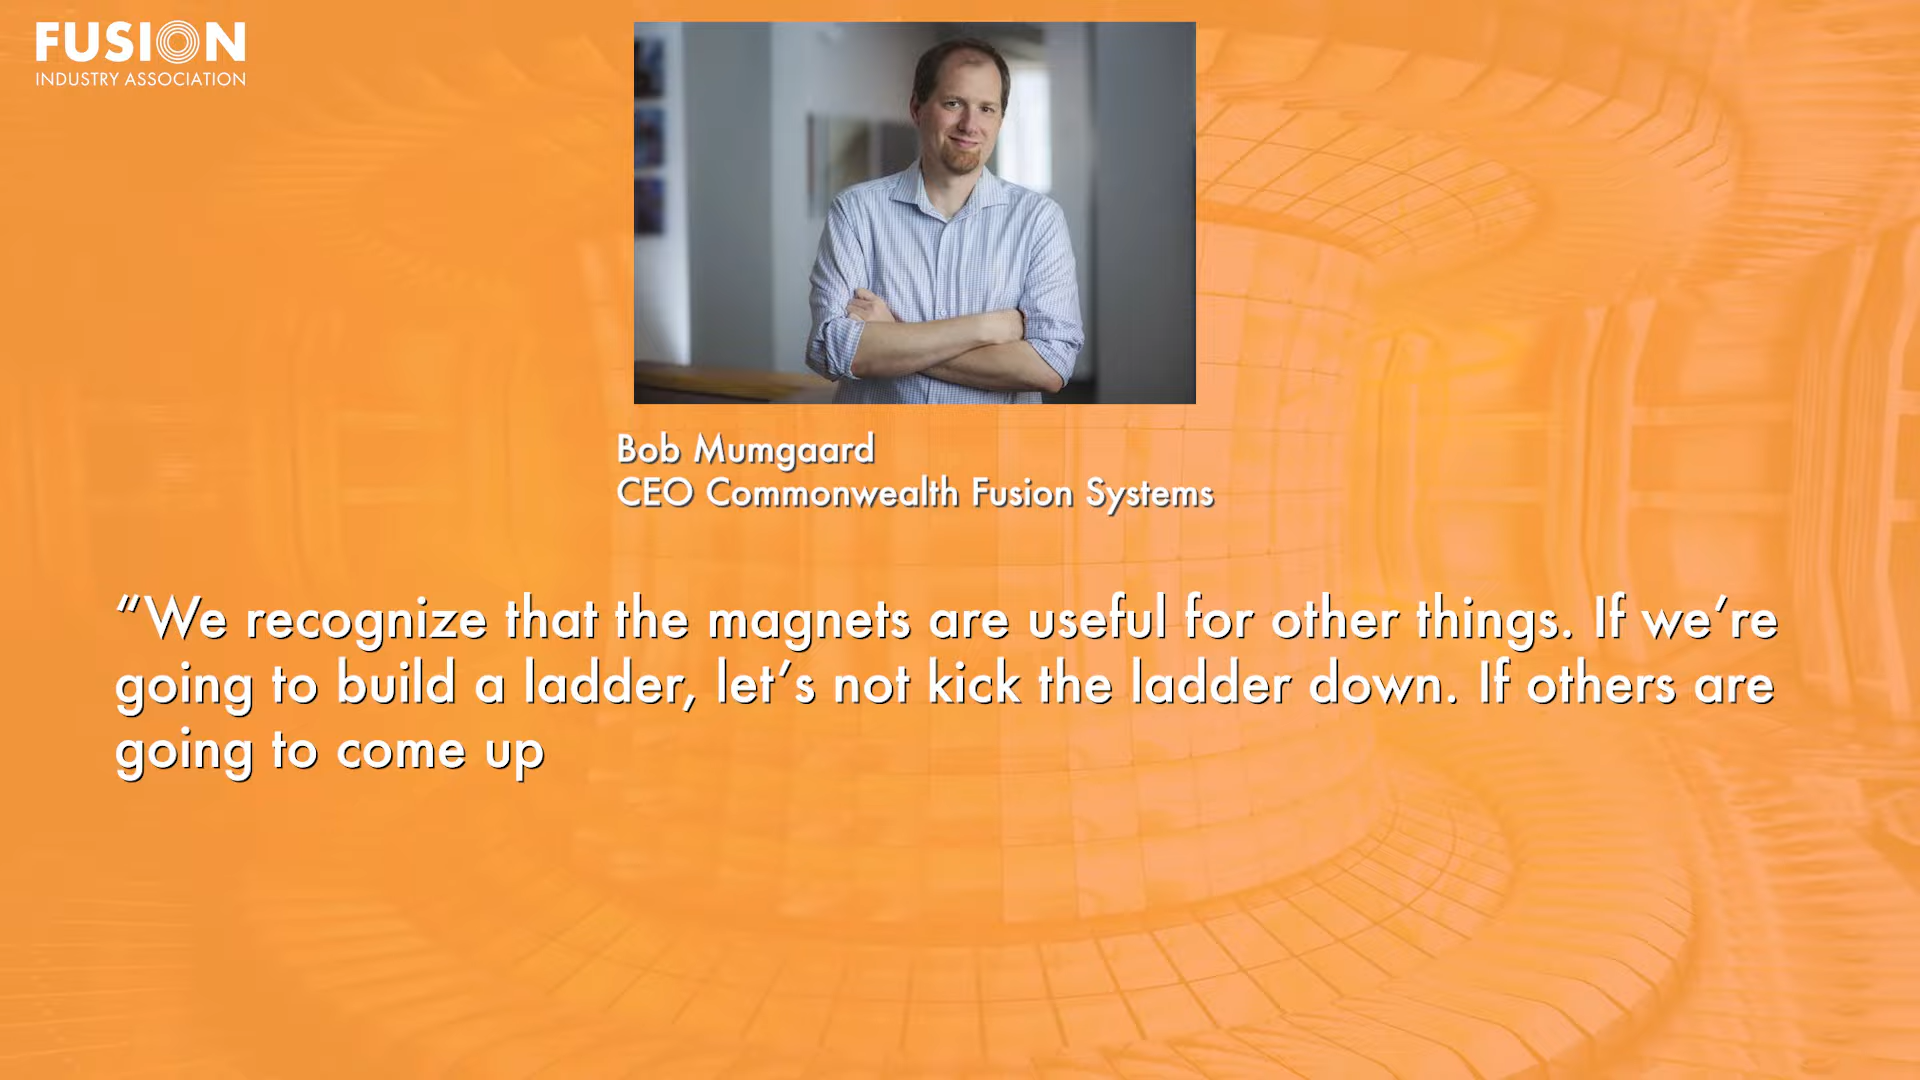 FUSION
INDUSTRY ASSOCIATION
Bob Mumgaard
CEO Commonwealth Fusion Systems
“We recognize that the magnets are useful for other things. If we’re
going to build a ladder, let’s not kick the ladder down. If others are
going to come up